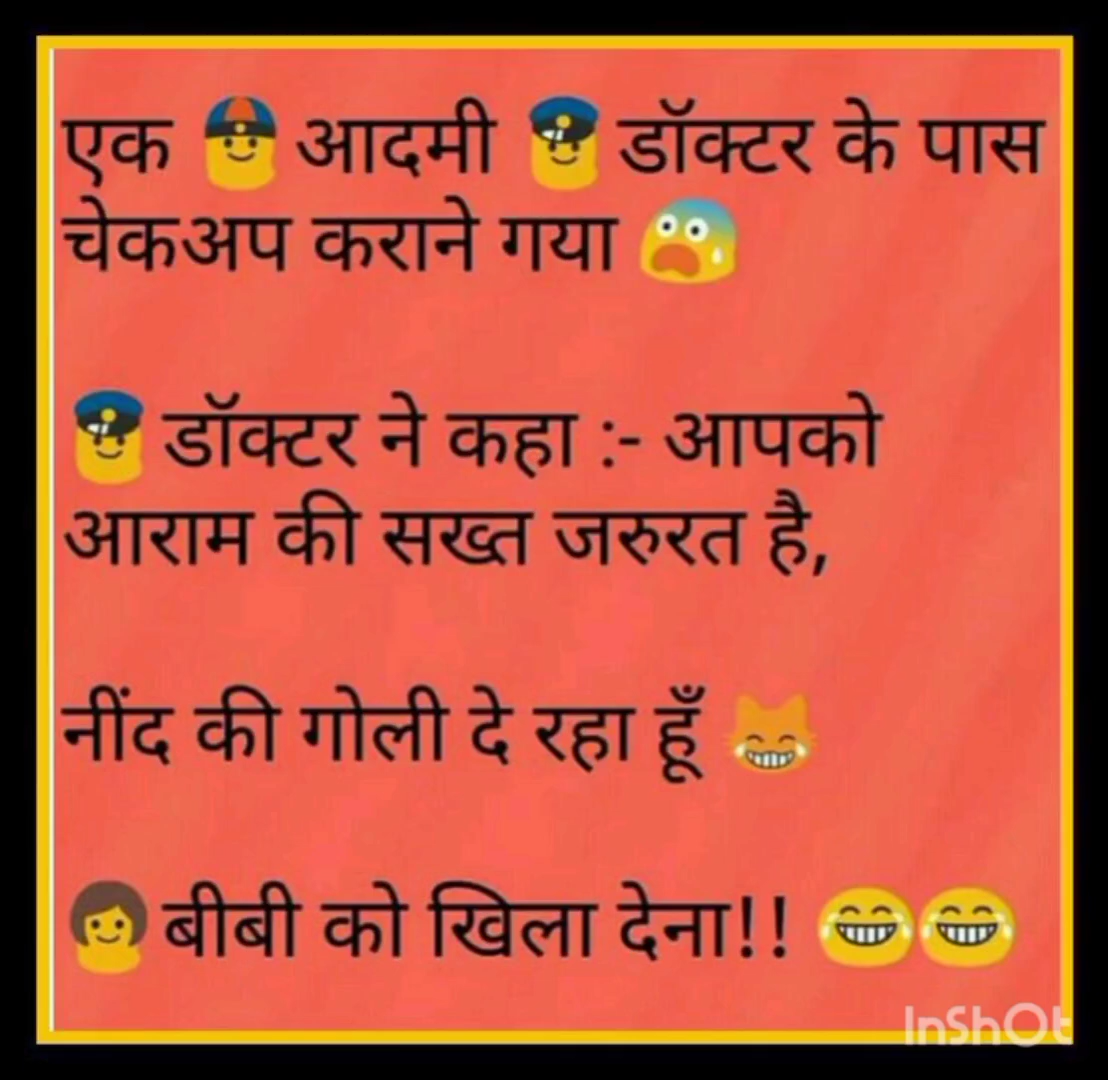 एक 👲 आदमी 👮 डॉक्टर के पास
चेकअप कराने गया 😨
👮 डॉक्टर ने कहा :- आपको
आराम की सख्त जरुरत है,
नींद की गोली दे रहा हूँ 😹
👩 बीबी को खिला देना!! 😂😂
InShOt